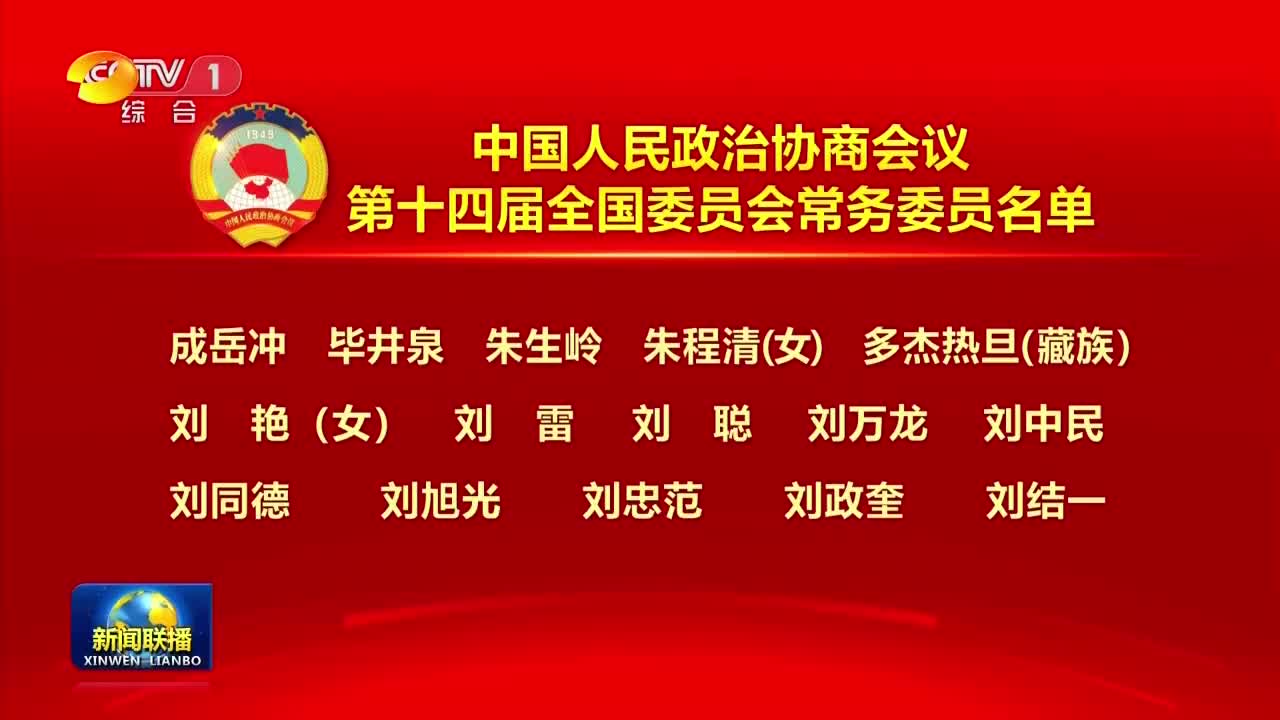 CCTV 1
综合
1949
中国人民政治协商会议
中国人民政治协商会议
第十四届全国委员会常务委员名单
成岳冲 毕井泉 朱生岭 朱程清(女) 多杰热旦(藏族)
刘 艳（女） 刘 雷 刘 聪 刘万龙 刘中民
刘同德 刘旭光 刘忠范 刘政奎 刘结一
新闻联播
XINWEN LIANBO